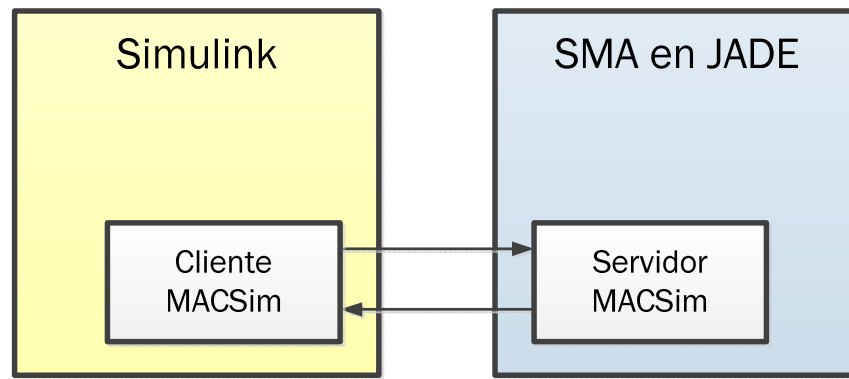 Simulink
SMA en JADE
Cliente
MACSim
Servidor
MACSim